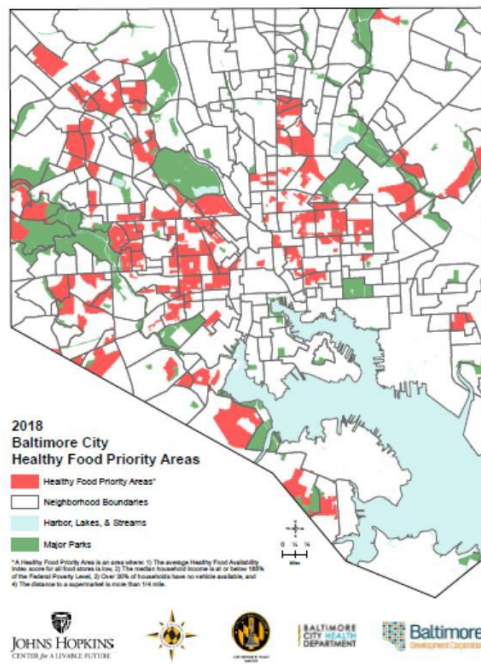 2018
Baltimore City
Healthy Food Priority Areas
Healthy Food Priority Areas*
Neighborhood Boundaries
Harbor, Lakes, & Streams
Major Parks
*A Healthy Food Priority Area is an area where: 1) The average Healthy Food Availability
Index score for all food stores is low, 2) The median household income is at or below 185%
of the Federal Poverty Level, 3) Over 30% of households have no vehicle available, and
4) The distance to a supermarket is more than 1/4 mile.
Miles
JOHNS HOPKINS
CENTER for A LIVABLE FUTURE
BALTIMORE
CITY HEALTH
DEPARTMENT
Baltimore
Development Corporation